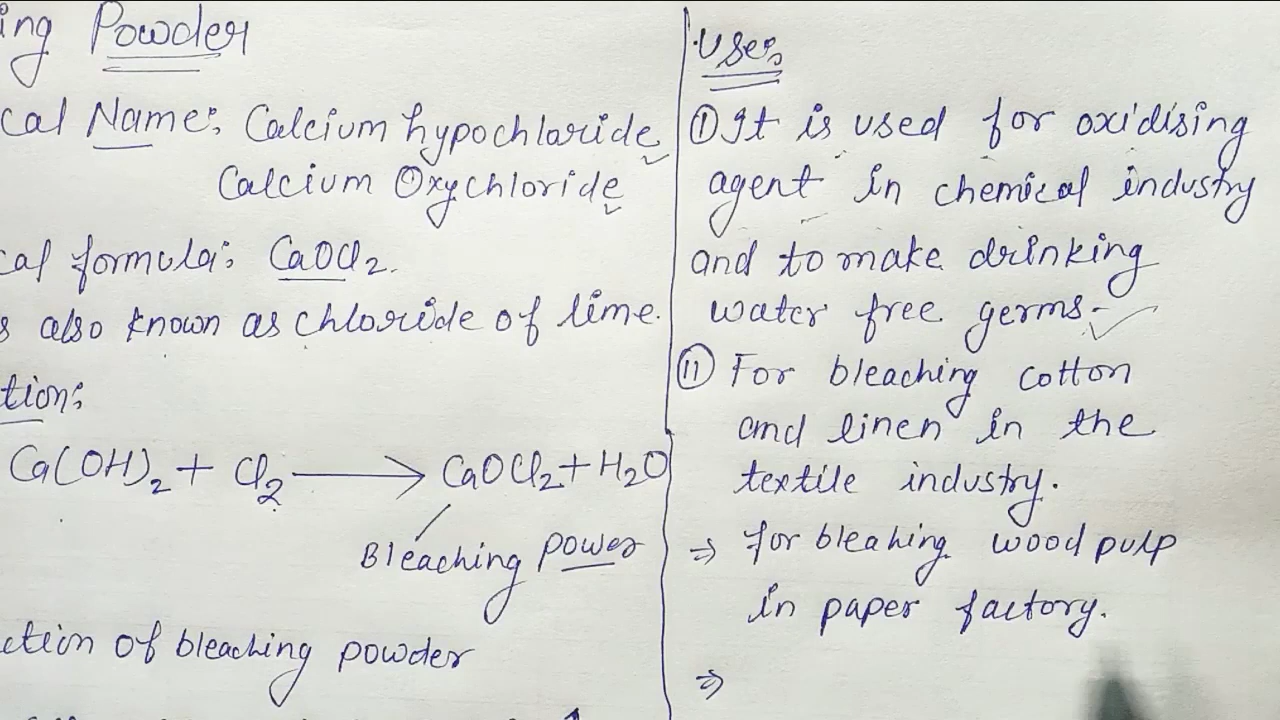 ing Powder
cal Name: Calcium hypochloride
Calcium Oxychloride
cal formula: CaOCl2.
s also known as chloride of lime.
tion:
Ca(OH)2 + Cl2 → CaOCl2 + H2O
Bleaching power
ction of bleaching powder
Uses
① It is used for oxidising
agent in chemical industry
and to make drinking
water free germs-
⑪ For bleaching cotton
and linen in the
textile industry.
⇒ for bleahing wood pulp
in paper factory.
⇒